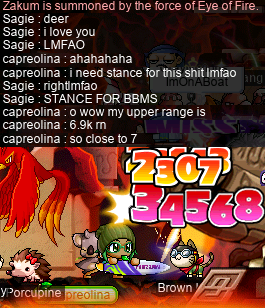 Zakum is summoned by the force of Eye of Fire.
Sagie : deer
Sagie : i love you
Sagie : LMFAO
capreolina : ahahahaha
capreolina : i need stance for this shit lmfao
Sagie : rightlmfao
Sagie : STANCE FOR BBMS
capreolina : o wow my upper range is
capreolina : 6.9k rn
capreolina : so close to 7
ImOnABoat
2307
34568
Porcupine
preolina
Brown